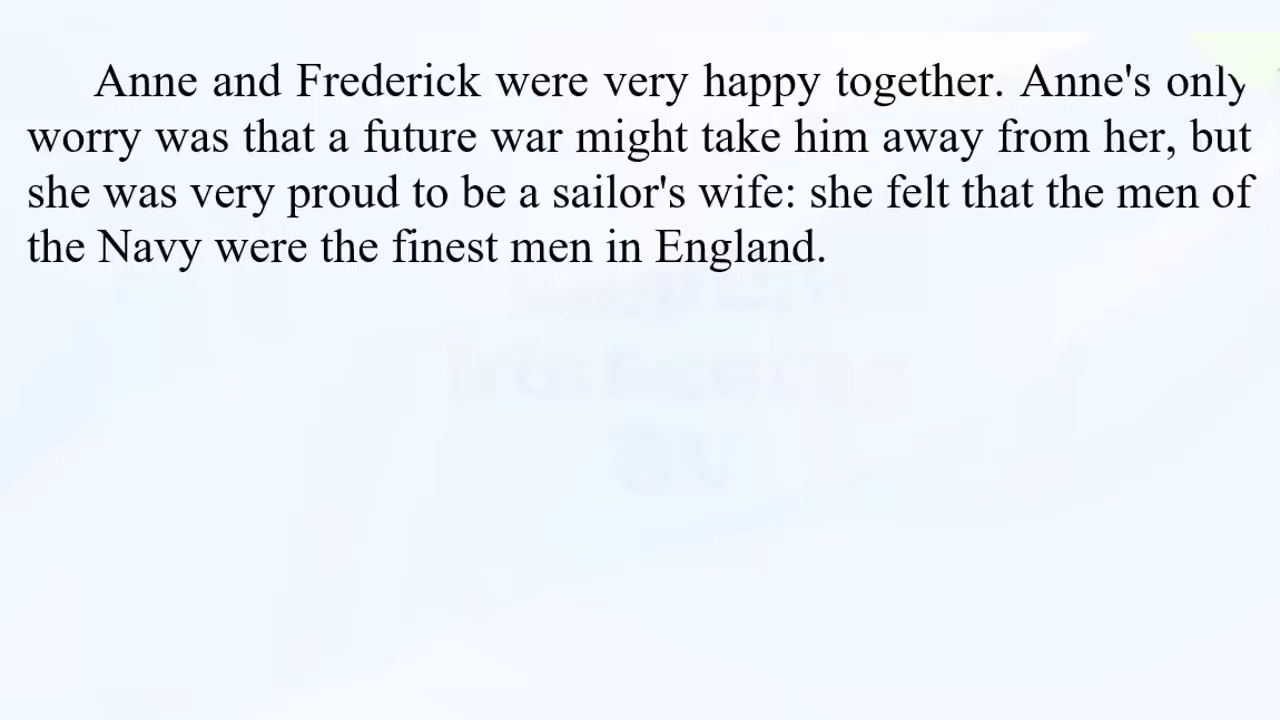 Anne and Frederick were very happy together. Anne's only
worry was that a future war might take him away from her, but
she was very proud to be a sailor's wife: she felt that the men of
the Navy were the finest men in England.